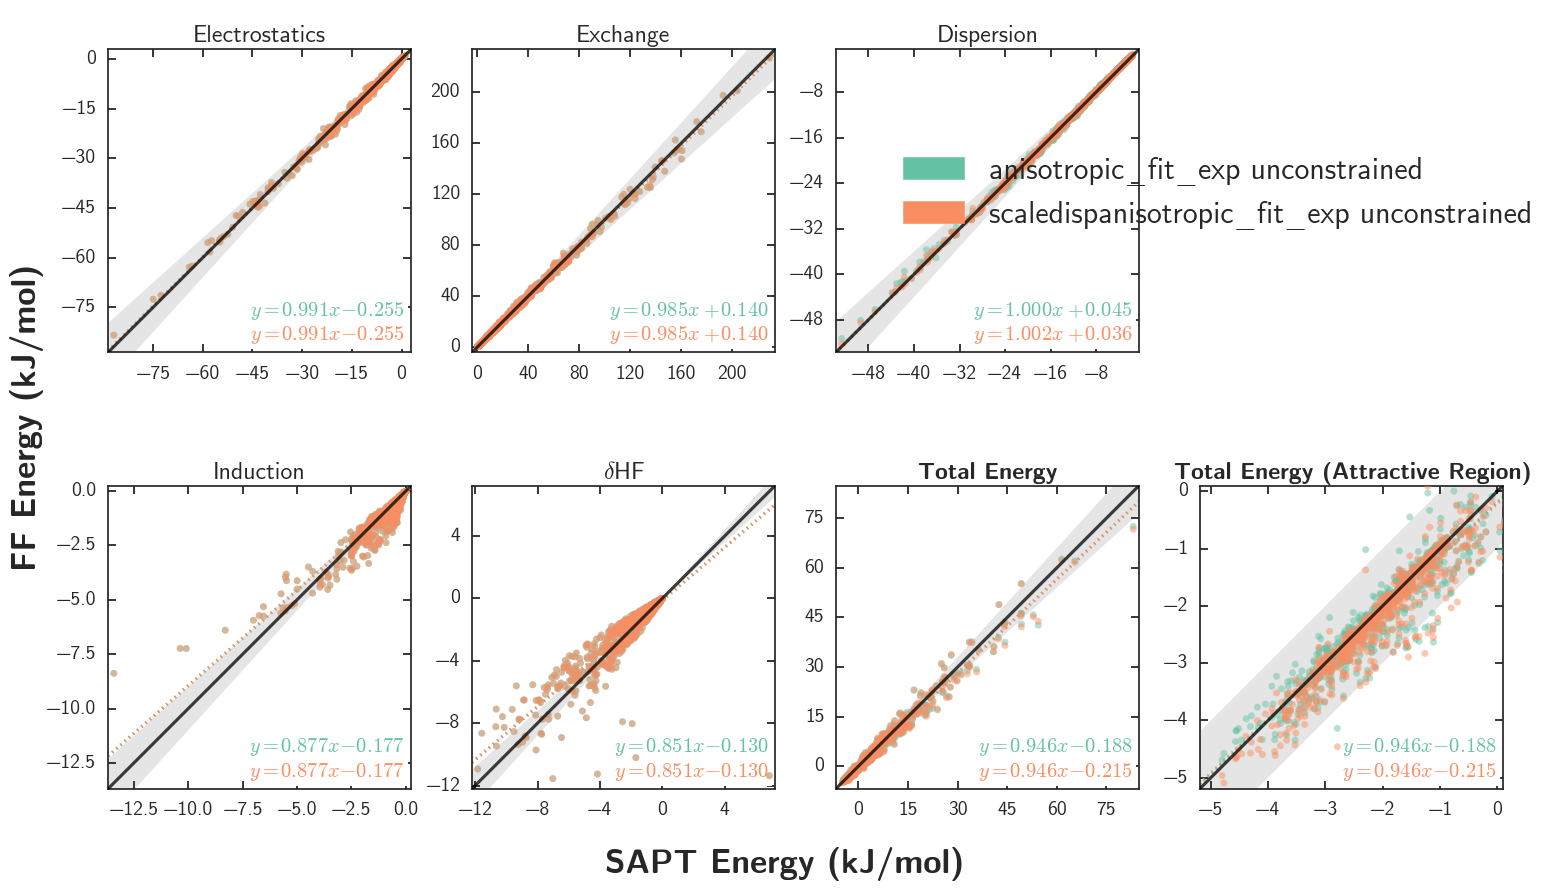 Electrostatics
Exchange
Dispersion
0
−15
−30
−45
−60
−75
−75 −60 −45 −30 −15 0
y=0.991x−0.255
y=0.991x−0.255
200
160
120
80
40
0
0 40 80 120 160 200
y=0.985x+0.140
y=0.985x+0.140
−8
−16
−24
−32
−40
−48
−48 −40 −32 −24 −16 −8
y=1.000x+0.045
y=1.002x+0.036
anisotropic_fit_exp unconstrained
scaledispanisotropic_fit_exp unconstrained
FF Energy (kJ/mol)
Induction
δHF
Total Energy
Total Energy (Attractive Region)
0.0
−2.5
−5.0
−7.5
−10.0
−12.5
−12.5 −10.0 −7.5 −5.0 −2.5 0.0
y=0.877x−0.177
y=0.877x−0.177
4
0
−4
−8
−12
−12 −8 −4 0 4
y=0.851x−0.130
y=0.851x−0.130
75
60
45
30
15
0
0 15 30 45 60 75
y=0.946x−0.188
y=0.946x−0.215
0
−1
−2
−3
−4
−5
−5 −4 −3 −2 −1 0
y=0.946x−0.188
y=0.946x−0.215
SAPT Energy (kJ/mol)